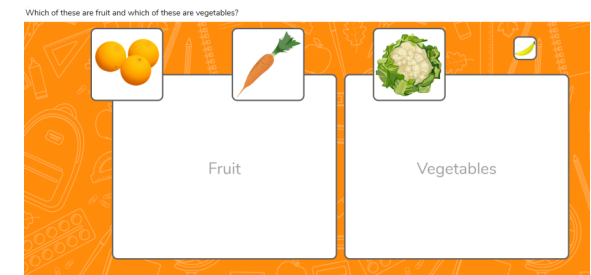 Which of these are fruit and which of these are vegetables?
Fruit
Vegetables